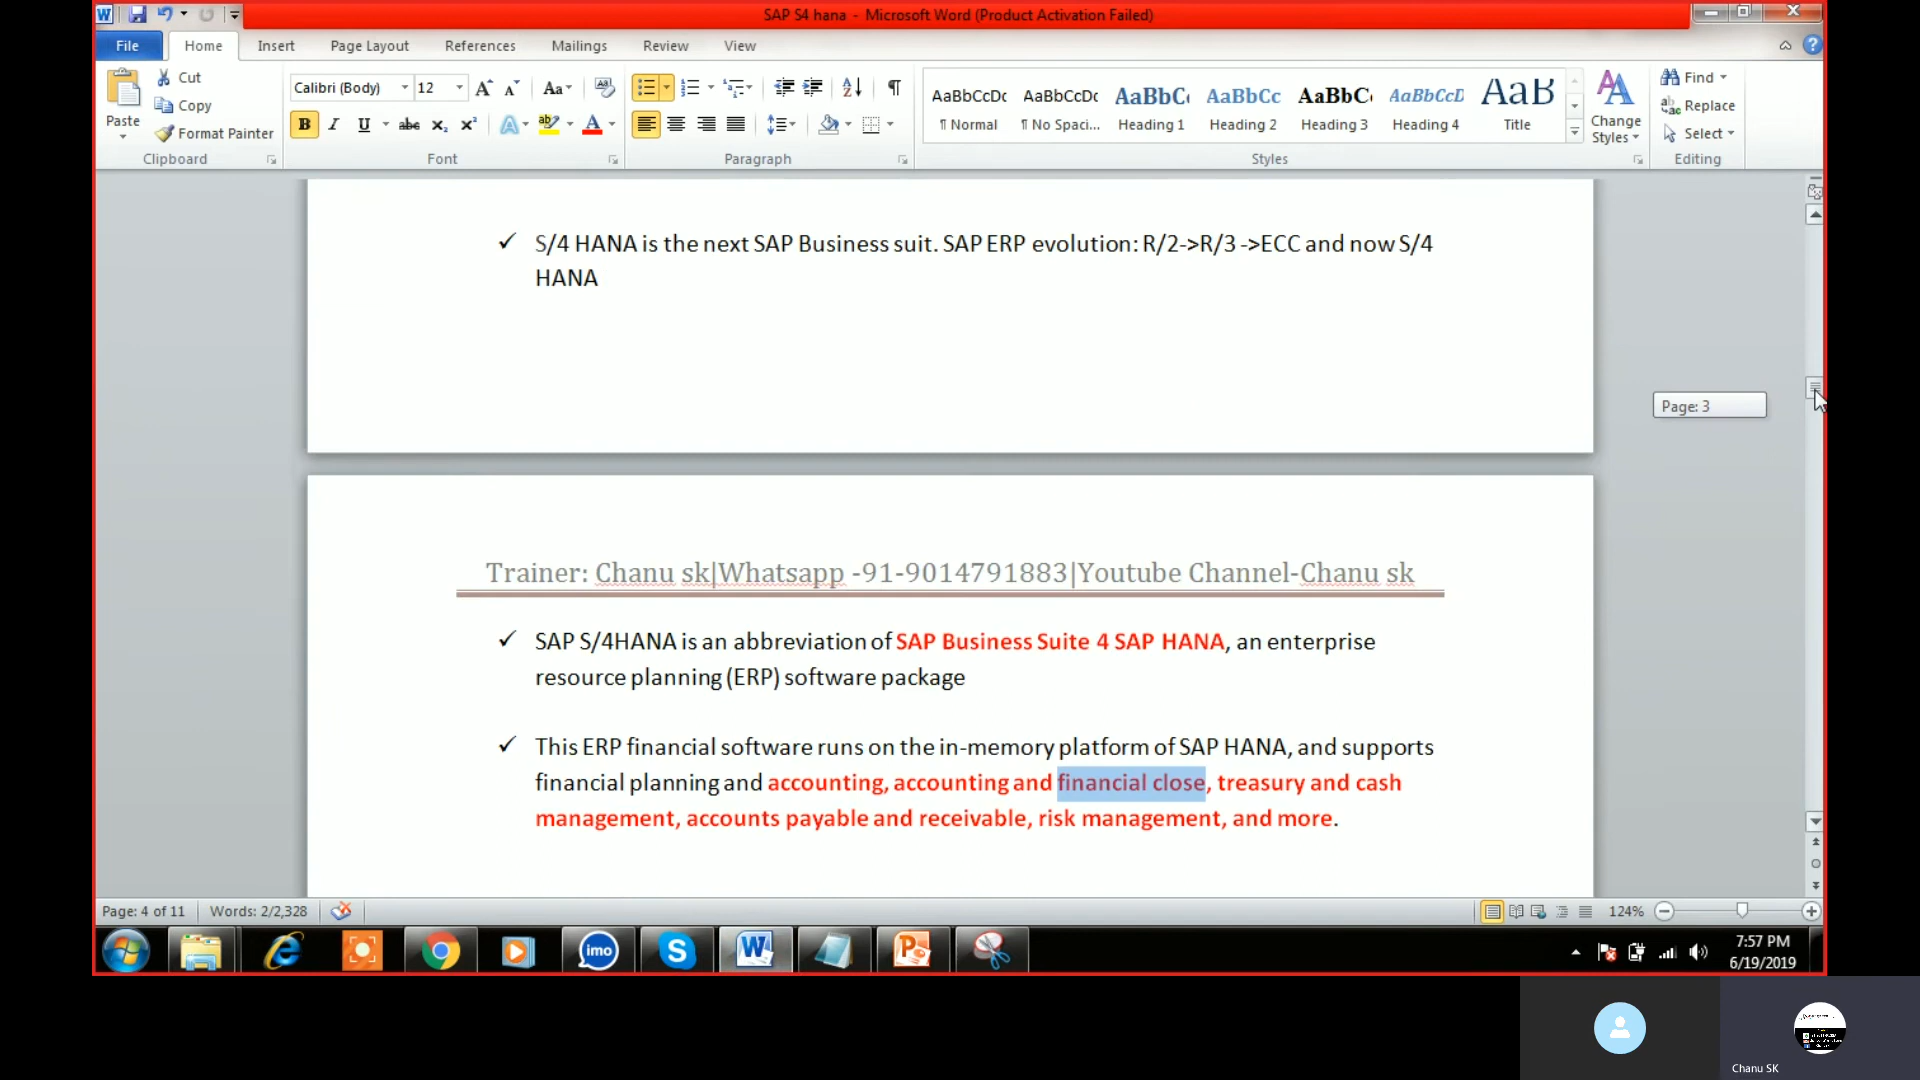 SAP S4 hana - Microsoft Word (Product Activation Failed)
File Home Insert Page Layout References Mailings Review View
Paste
Cut
Copy
Format Painter
Clipboard
Calibri (Body) 12
Font
Paragraph
AaBbCcDc AaBbCcDc AaBbC AaBbCc AaBbC AaBbCcD AaB
¶ Normal ¶ No Spaci... Heading 1 Heading 2 Heading 3 Heading 4 Title
Change
Styles
Styles
Find
Replace
Select
Editing
✓ S/4 HANA is the next SAP Business suit. SAP ERP evolution: R/2->R/3 ->ECC and now S/4
HANA
Page: 3
Trainer: Chanu sk|Whatsapp -91-9014791883|Youtube Channel-Chanu sk
✓ SAP S/4HANA is an abbreviation of SAP Business Suite 4 SAP HANA, an enterprise
resource planning (ERP) software package
✓ This ERP financial software runs on the in-memory platform of SAP HANA, and supports
financial planning and accounting, accounting and financial close, treasury and cash
management, accounts payable and receivable, risk management, and more.
Page: 4 of 11 Words: 2/2,328 124%
imo
7:57 PM
6/19/2019
Chanu SK